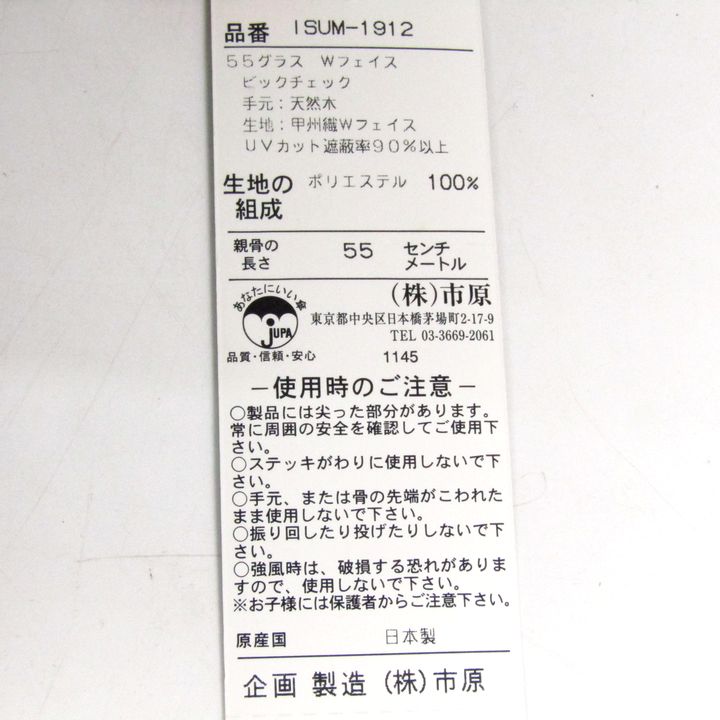 品番 ISUM-1912
55グラス Wフェイス
ビックチェック
手元：天然木
生地：甲州織Wフェイス
UVカット遮蔽率90%以上
生地の
組成
ポリエステル 100%
親骨の
長さ
55 センチ
メートル
あなたにいい傘
JUPA
品質・信頼・安心
(株)市原
東京都中央区日本橋茅場町2-17-9
TEL 03-3669-2061
1145
－使用時のご注意－
○製品には尖った部分があります。
常に周囲の安全を確認してご使用下
さい。
○ステッキがわりに使用しないで下
さい。
○手元、または骨の先端がこわれた
まま使用しないで下さい。
○振り回したり投げたりしないで下
さい。
○強風時は、破損する恐れがありま
すので、使用しないで下さい。
※お子様には保護者からご注意下さい。
原産国 日本製
企画 製造 (株)市原